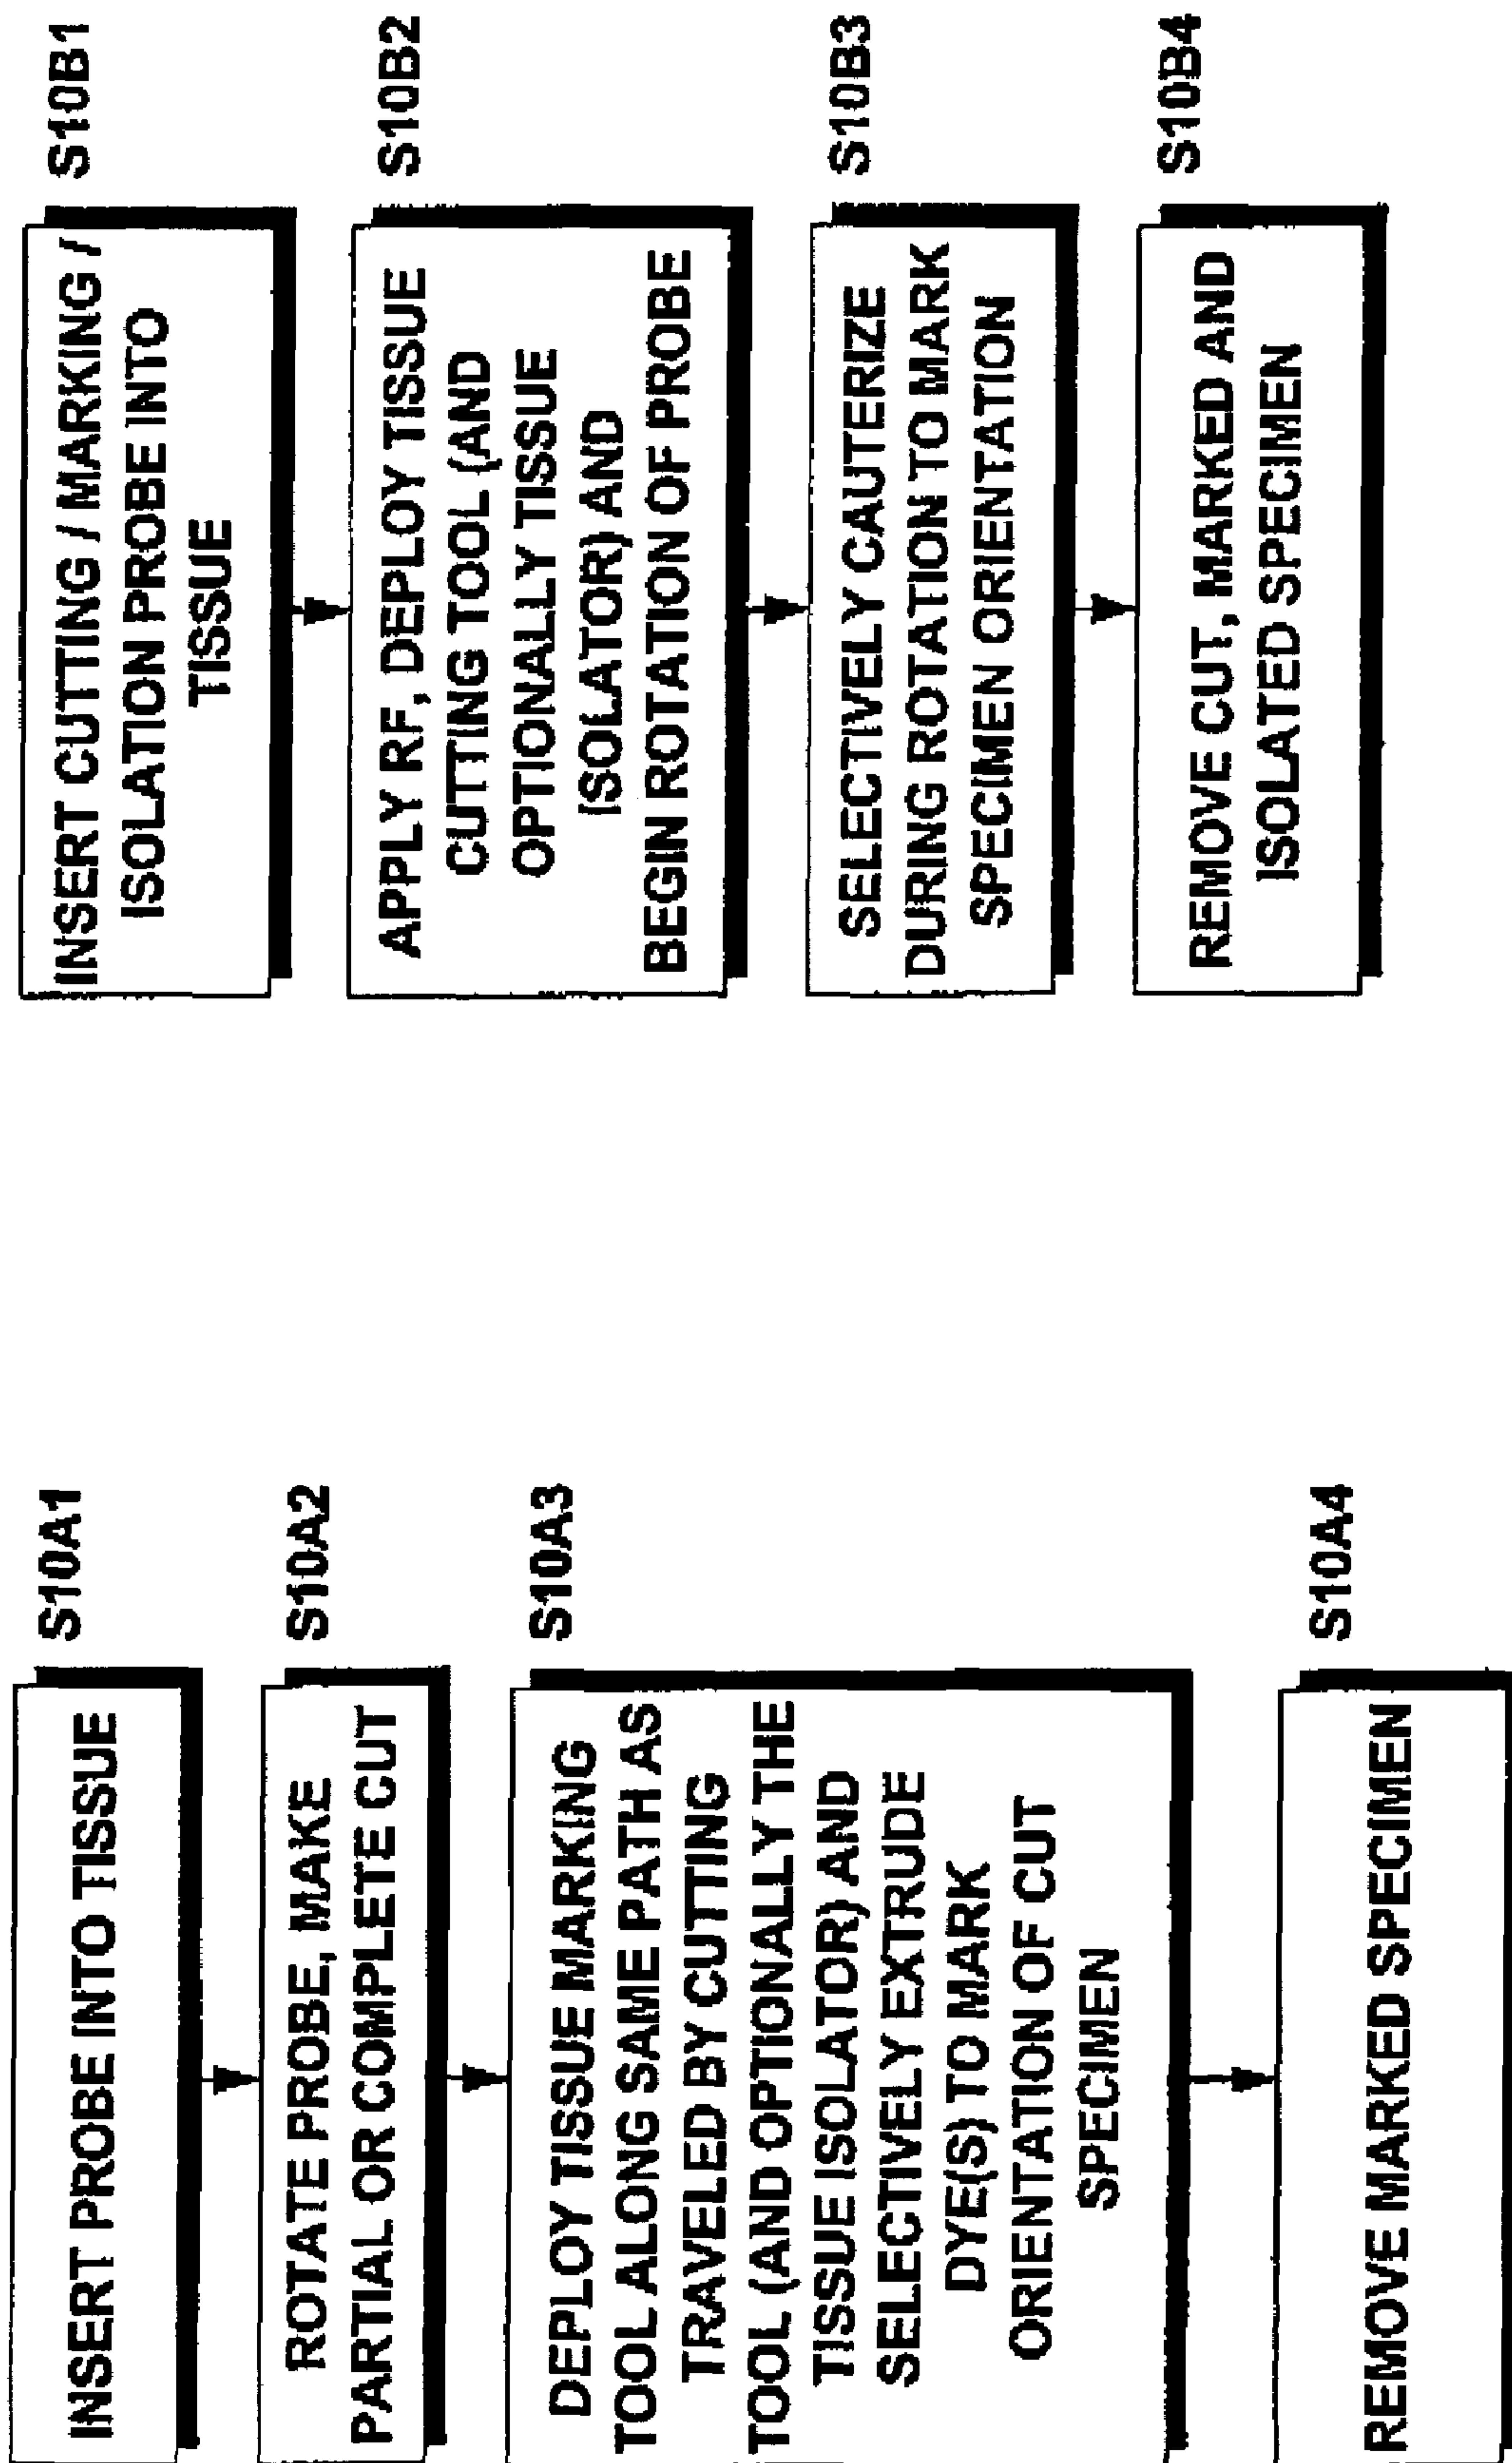 S10A1
INSERT PROBE INTO TISSUE
S10A2
ROTATE PROBE, MAKE
PARTIAL OR COMPLETE CUT
S10A3
DEPLOY TISSUE MARKING
TOOL ALONG SAME PATH AS
TRAVELED BY CUTTING
TOOL (AND OPTIONALLY THE
TISSUE ISOLATOR) AND
SELECTIVELY EXTRUDE
DYE(S) TO MARK
ORIENTATION OF CUT
SPECIMEN
S10A4
REMOVE MARKED SPECIMEN
S10B1
INSERT CUTTING / MARKING /
ISOLATION PROBE INTO
TISSUE
S10B2
APPLY RF, DEPLOY TISSUE
CUTTING TOOL (AND
OPTIONALLY TISSUE
ISOLATOR) AND
BEGIN ROTATION OF PROBE
S10B3
SELECTIVELY CAUTERIZE
DURING ROTATION TO MARK
SPECIMEN ORIENTATION
S10B4
REMOVE CUT, MARKED AND
ISOLATED SPECIMEN